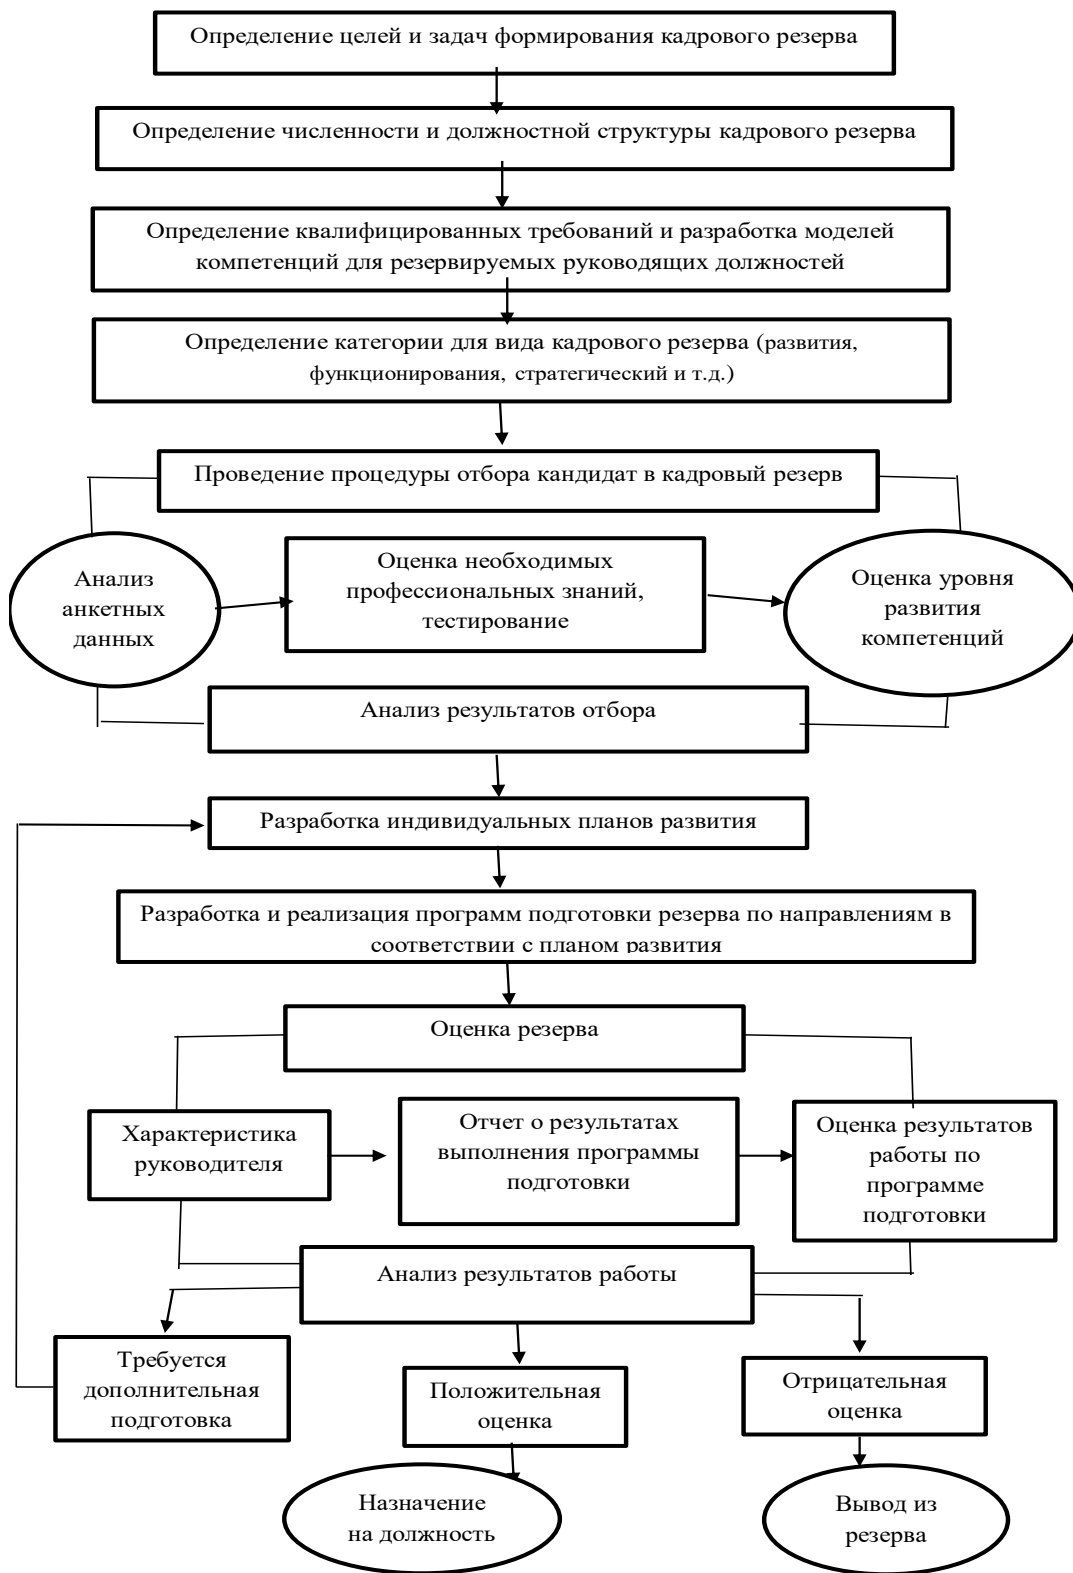 Определение целей и задач формирования кадрового резерва
Определение численности и должностной структуры кадрового резерва
Определение квалифицированных требований и разработка моделей
компетенций для резервируемых руководящих должностей
Определение категории для вида кадрового резерва (развития,
функционирования, стратегический и т.д.)
Проведение процедуры отбора кандидат в кадровый резерв
Анализ
анкетных
данных
Оценка необходимых
профессиональных знаний,
тестирование
Оценка уровня
развития
компетенций
Анализ результатов отбора
Разработка индивидуальных планов развития
Разработка и реализация программ подготовки резерва по направлениям в
соответствии с планом развития
Оценка резерва
Характеристика
руководителя
Отчет о результатах
выполнения программы
подготовки
Оценка результатов
работы по
программе
подготовки
Анализ результатов работы
Требуется
дополнительная
подготовка
Положительная
оценка
Отрицательная
оценка
Назначение
на должность
Вывод из
резерва